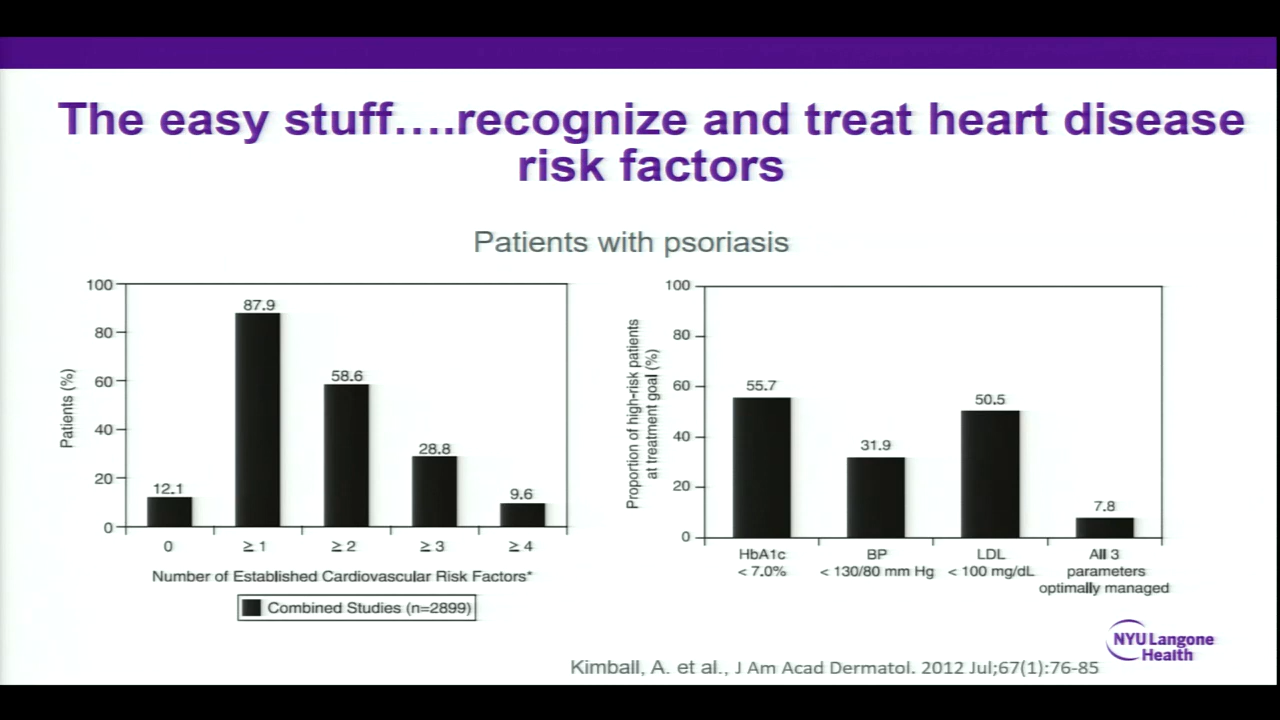 The easy stuff….recognize and treat heart disease
risk factors
Patients with psoriasis
100
80
60
40
20
0
Patients (%)
12.1
87.9
58.6
28.8
9.6
0
≥ 1
≥ 2
≥ 3
≥ 4
Number of Established Cardiovascular Risk Factors*
Combined Studies (n=2899)
100
80
60
40
20
0
Proportion of high-risk patients
at treatment goal (%)
55.7
31.9
50.5
7.8
HbA1c
< 7.0%
BP
< 130/80 mm Hg
LDL
< 100 mg/dL
All 3
parameters
optimally managed
NYU Langone
Health
Kimball, A. et al., J Am Acad Dermatol. 2012 Jul;67(1):76-85